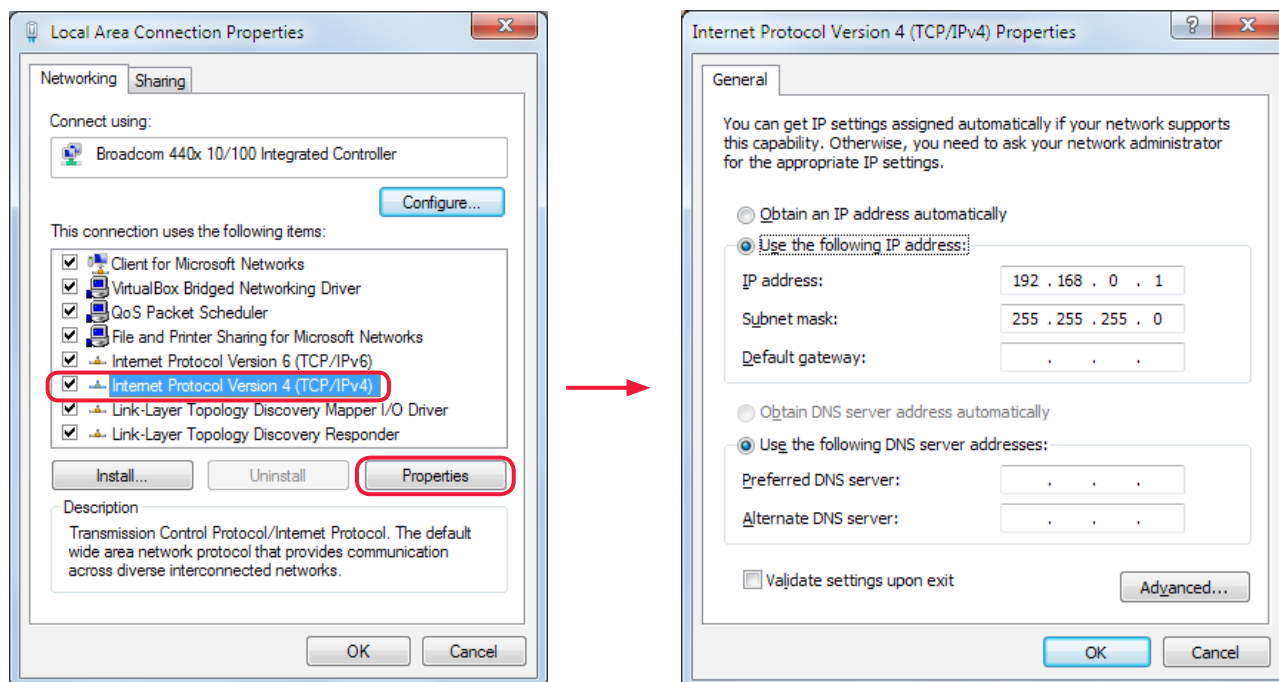 Local Area Connection Properties
Networking
Sharing
Connect using:
Broadcom 440x 10/100 Integrated Controller
Configure...
This connection uses the following items:
Client for Microsoft Networks
VirtualBox Bridged Networking Driver
QoS Packet Scheduler
File and Printer Sharing for Microsoft Networks
Internet Protocol Version 6 (TCP/IPv6)
Internet Protocol Version 4 (TCP/IPv4)
Link-Layer Topology Discovery Mapper I/O Driver
Link-Layer Topology Discovery Responder
Install...
Uninstall
Properties
Description
Transmission Control Protocol/Internet Protocol. The default
wide area network protocol that provides communication
across diverse interconnected networks.
OK
Cancel
Internet Protocol Version 4 (TCP/IPv4) Properties
General
You can get IP settings assigned automatically if your network supports
this capability. Otherwise, you need to ask your network administrator
for the appropriate IP settings.
Obtain an IP address automatically
Use the following IP address:
IP address: 192 . 168 . 0 . 1
Subnet mask: 255 . 255 . 255 . 0
Default gateway: . . .
Obtain DNS server address automatically
Use the following DNS server addresses:
Preferred DNS server: . . .
Alternate DNS server: . . .
Validate settings upon exit
Advanced...
OK
Cancel